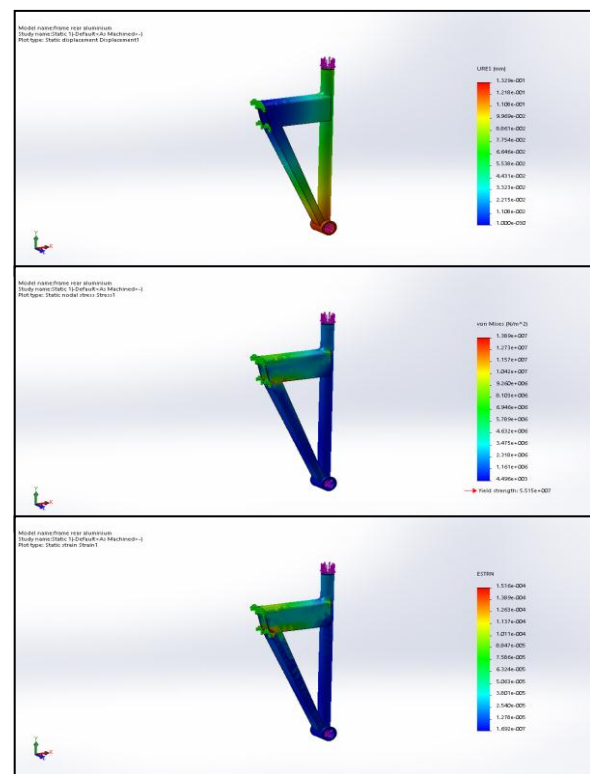 Model name:frame rear aluminium
Study name:Static 1(-Default<As Machined>-)
Plot type: Static displacement Displacement1
URES (mm)
1.329e-001
1.218e-001
1.108e-001
9.969e-002
8.861e-002
7.754e-002
6.646e-002
5.538e-002
4.431e-002
3.323e-002
2.215e-002
1.108e-002
1.000e-030
Model name:frame rear aluminium
Study name:Static 1(-Default<As Machined>-)
Plot type: Static nodal stress Stress1
von Mises (N/m^2)
1.389e+007
1.273e+007
1.157e+007
1.042e+007
9.260e+006
8.103e+006
6.946e+006
5.789e+006
4.632e+006
3.475e+006
2.318e+006
1.161e+006
4.496e+003
Yield strength: 5.515e+007
Model name:frame rear aluminium
Study name:Static 1(-Default<As Machined>-)
Plot type: Static strain Strain1
ESTRN
1.516e-004
1.389e-004
1.263e-004
1.137e-004
1.011e-004
8.847e-005
7.586e-005
6.324e-005
5.063e-005
3.801e-005
2.540e-005
1.278e-005
1.692e-007